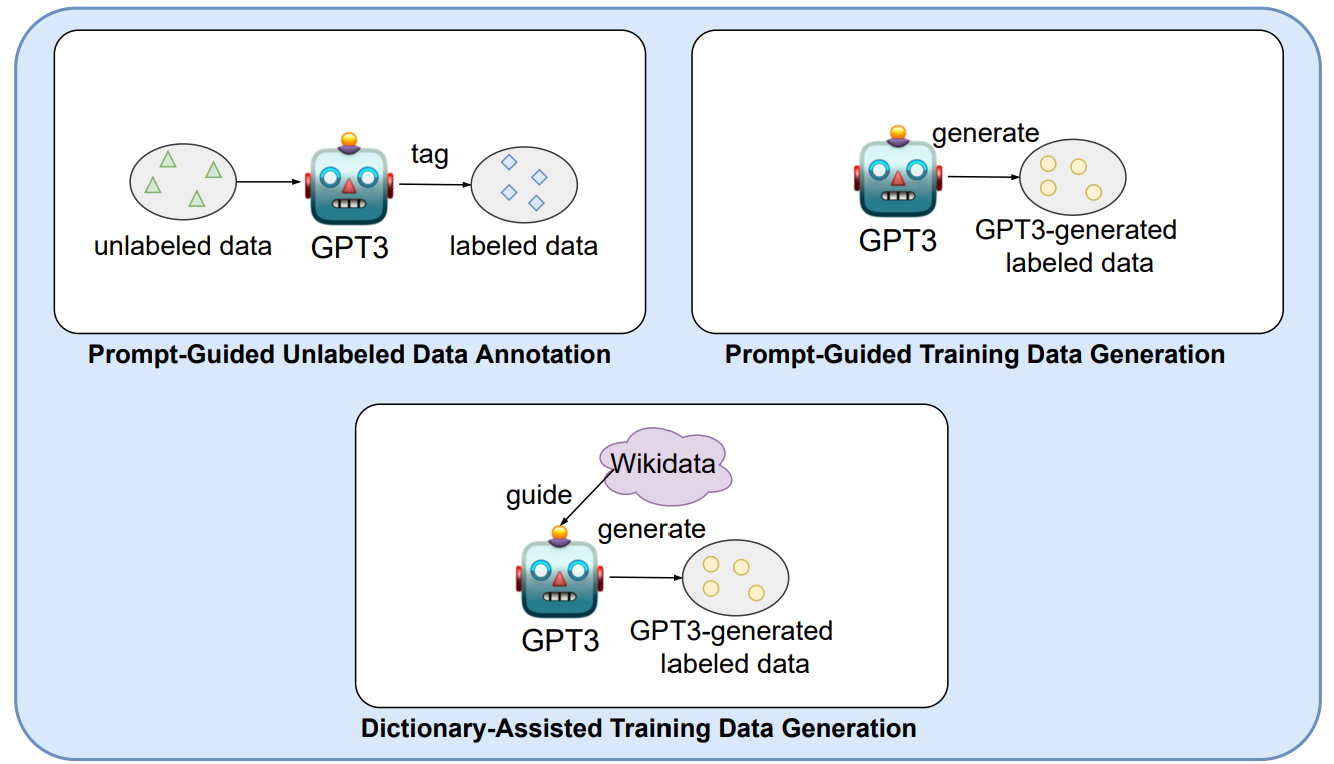 tag
unlabeled data
GPT3
labeled data
Prompt-Guided Unlabeled Data Annotation
generate
GPT3
GPT3-generated
labeled data
Prompt-Guided Training Data Generation
Wikidata
guide
generate
GPT3
GPT3-generated
labeled data
Dictionary-Assisted Training Data Generation